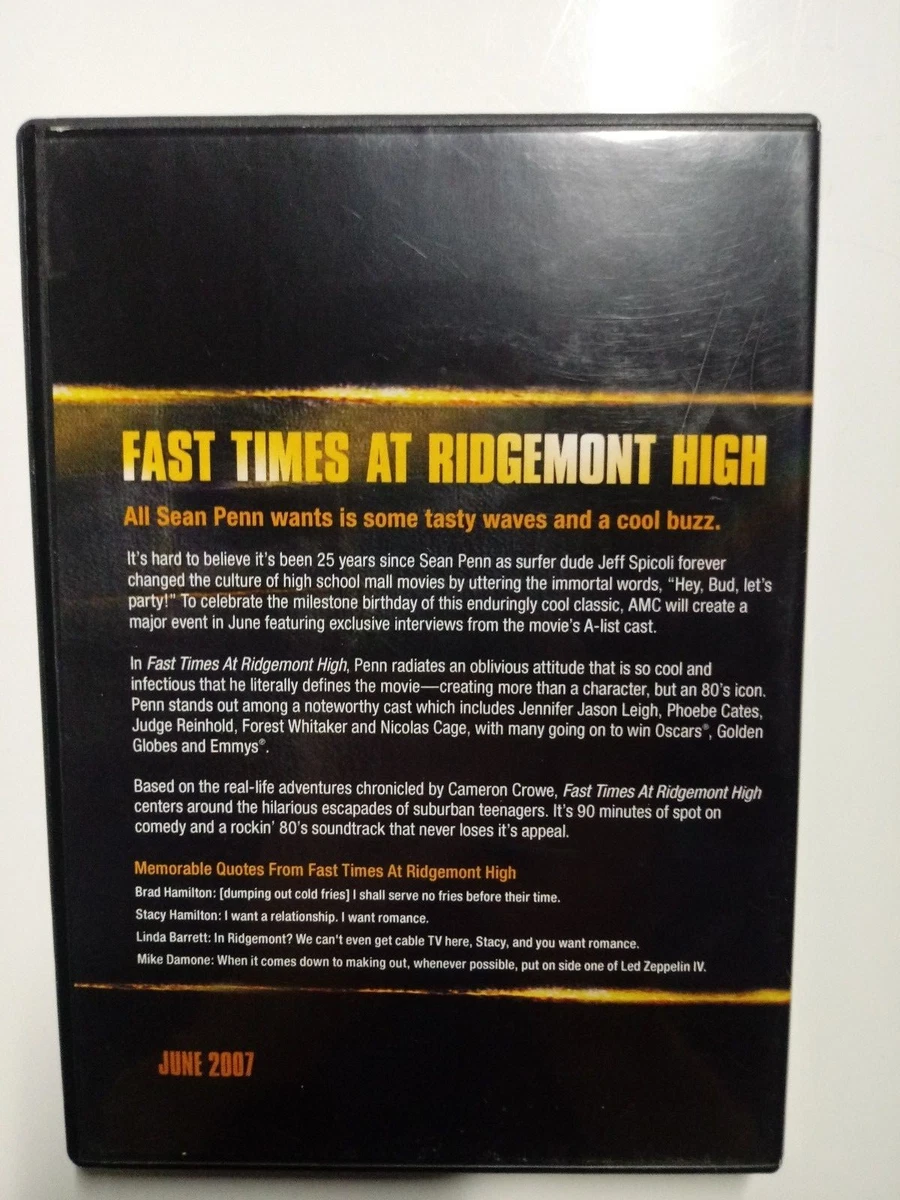 FAST TIMES AT RIDGEMONT HIGH
All Sean Penn wants is some tasty waves and a cool buzz.
It's hard to believe it's been 25 years since Sean Penn as surfer dude Jeff Spicoli forever
changed the culture of high school mall movies by uttering the immortal words, "Hey, Bud, let's
party!" To celebrate the milestone birthday of this enduringly cool classic, AMC will create a
major event in June featuring exclusive interviews from the movie's A-list cast.
In Fast Times At Ridgemont High, Penn radiates an oblivious attitude that is so cool and
infectious that he literally defines the movie—creating more than a character, but an 80's icon.
Penn stands out among a noteworthy cast which includes Jennifer Jason Leigh, Phoebe Cates,
Judge Reinhold, Forest Whitaker and Nicolas Cage, with many going on to win Oscars®, Golden
Globes and Emmys®.
Based on the real-life adventures chronicled by Cameron Crowe, Fast Times At Ridgemont High
centers around the hilarious escapades of suburban teenagers. It's 90 minutes of spot on
comedy and a rockin' 80's soundtrack that never loses it's appeal.
Memorable Quotes From Fast Times At Ridgemont High
Brad Hamilton: [dumping out cold fries] I shall serve no fries before their time.
Stacy Hamilton: I want a relationship. I want romance.
Linda Barrett: In Ridgemont? We can't even get cable TV here, Stacy, and you want romance.
Mike Damone: When it comes down to making out, whenever possible, put on side one of Led Zeppelin IV.
JUNE 2007